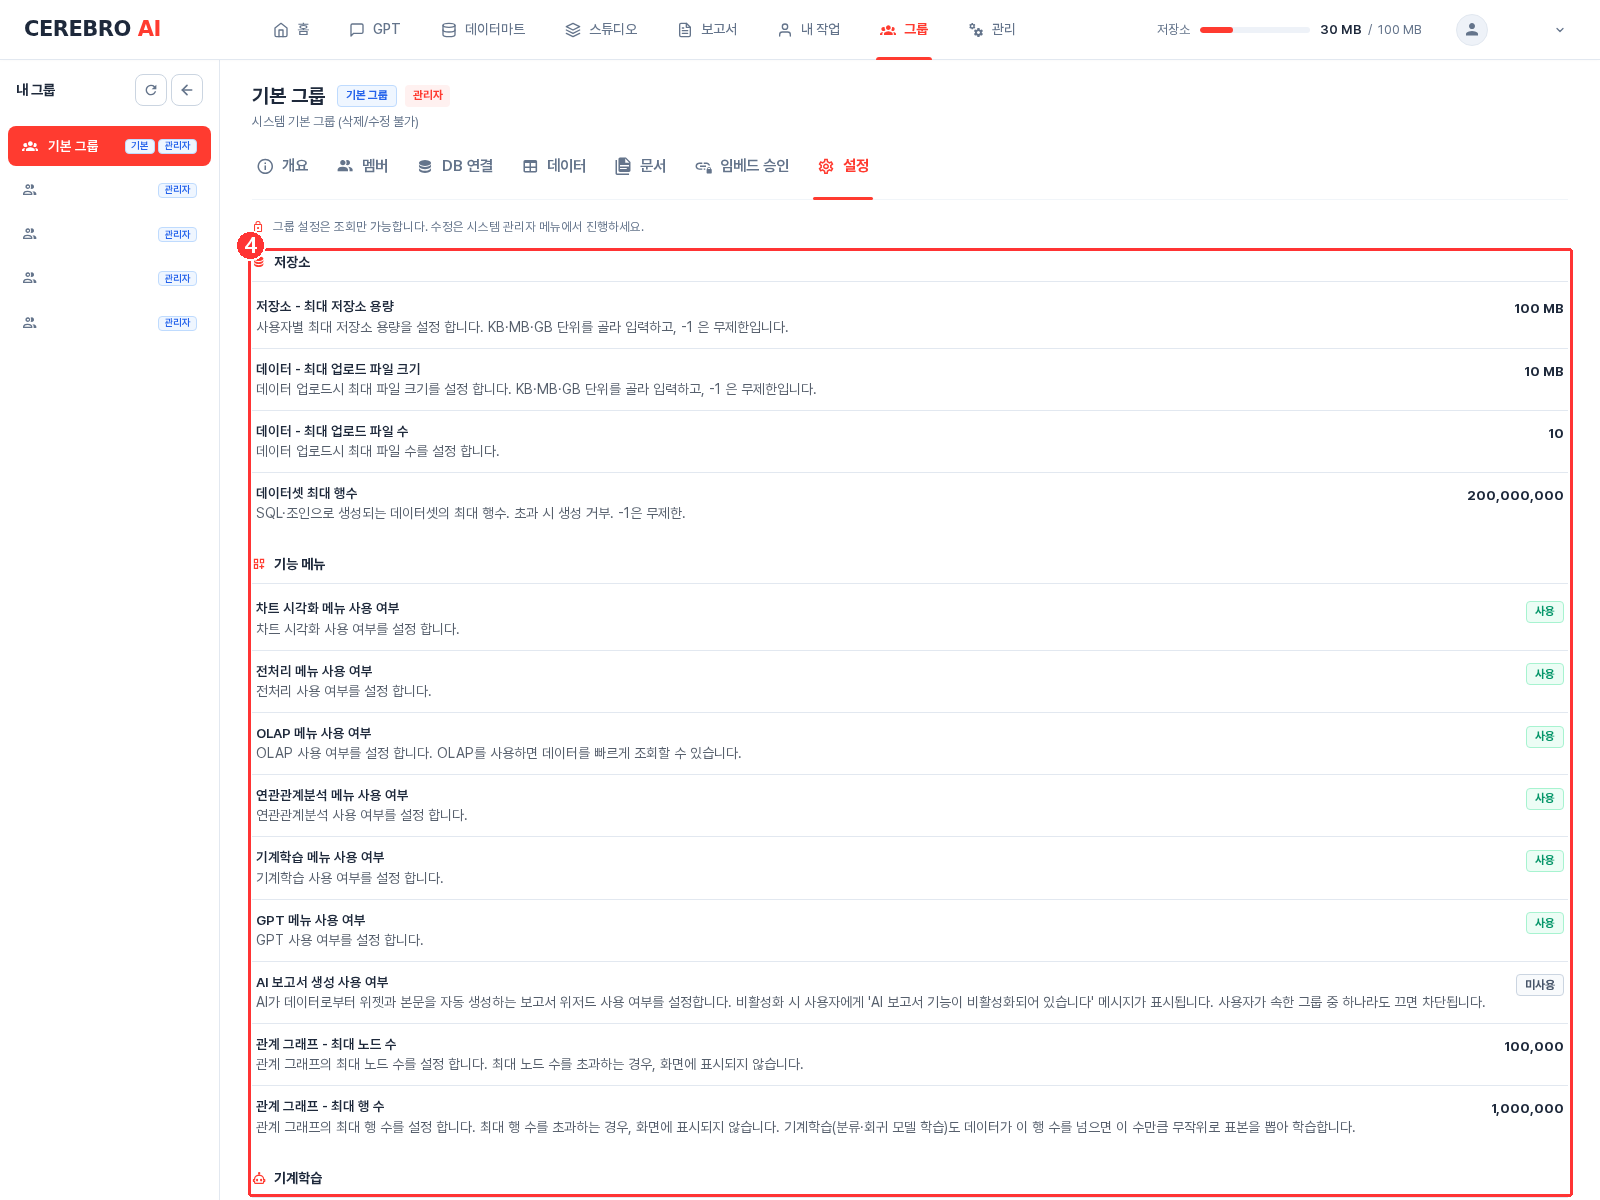 CEREBRO AI
홈
GPT
데이터마트
스튜디오
보고서
내 작업
그룹
관리
저장소
30 MB / 100 MB
내 그룹
기본 그룹
기본
관리자
관리자
관리자
관리자
관리자
기본 그룹
기본 그룹
관리자
시스템 기본 그룹 (삭제/수정 불가)
개요
멤버
DB 연결
데이터
문서
임베드 승인
설정
그룹 설정은 조회만 가능합니다. 수정은 시스템 관리자 메뉴에서 진행하세요.
4
저장소
저장소 - 최대 저장소 용량
100 MB
사용자별 최대 저장소 용량을 설정 합니다. KB·MB·GB 단위를 골라 입력하고, -1 은 무제한입니다.
데이터 - 최대 업로드 파일 크기
10 MB
데이터 업로드시 최대 파일 크기를 설정 합니다. KB·MB·GB 단위를 골라 입력하고, -1 은 무제한입니다.
데이터 - 최대 업로드 파일 수
10
데이터 업로드시 최대 파일 수를 설정 합니다.
데이터셋 최대 행수
200,000,000
SQL·조인으로 생성되는 데이터셋의 최대 행수. 초과 시 생성 거부. -1은 무제한.
기능 메뉴
차트 시각화 메뉴 사용 여부
사용
차트 시각화 사용 여부를 설정 합니다.
전처리 메뉴 사용 여부
사용
전처리 사용 여부를 설정 합니다.
OLAP 메뉴 사용 여부
사용
OLAP 사용 여부를 설정 합니다. OLAP를 사용하면 데이터를 빠르게 조회할 수 있습니다.
연관관계분석 메뉴 사용 여부
사용
연관관계분석 사용 여부를 설정 합니다.
기계학습 메뉴 사용 여부
사용
기계학습 사용 여부를 설정 합니다.
GPT 메뉴 사용 여부
사용
GPT 사용 여부를 설정 합니다.
AI 보고서 생성 사용 여부
미사용
AI가 데이터로부터 위젯과 본문을 자동 생성하는 보고서 위저드 사용 여부를 설정합니다. 비활성화 시 사용자에게 'AI 보고서 기능이 비활성화되어 있습니다' 메시지가 표시됩니다. 사용자가 속한 그룹 중 하나라도 끄면 차단됩니다.
관계 그래프 - 최대 노드 수
100,000
관계 그래프의 최대 노드 수를 설정 합니다. 최대 노드 수를 초과하는 경우, 화면에 표시되지 않습니다.
관계 그래프 - 최대 행 수
1,000,000
관계 그래프의 최대 행 수를 설정 합니다. 최대 행 수를 초과하는 경우, 화면에 표시되지 않습니다. 기계학습(분류·회귀 모델 학습)도 데이터가 이 행 수를 넘으면 이 수만큼 무작위로 표본을 뽑아 학습합니다.
기계학습